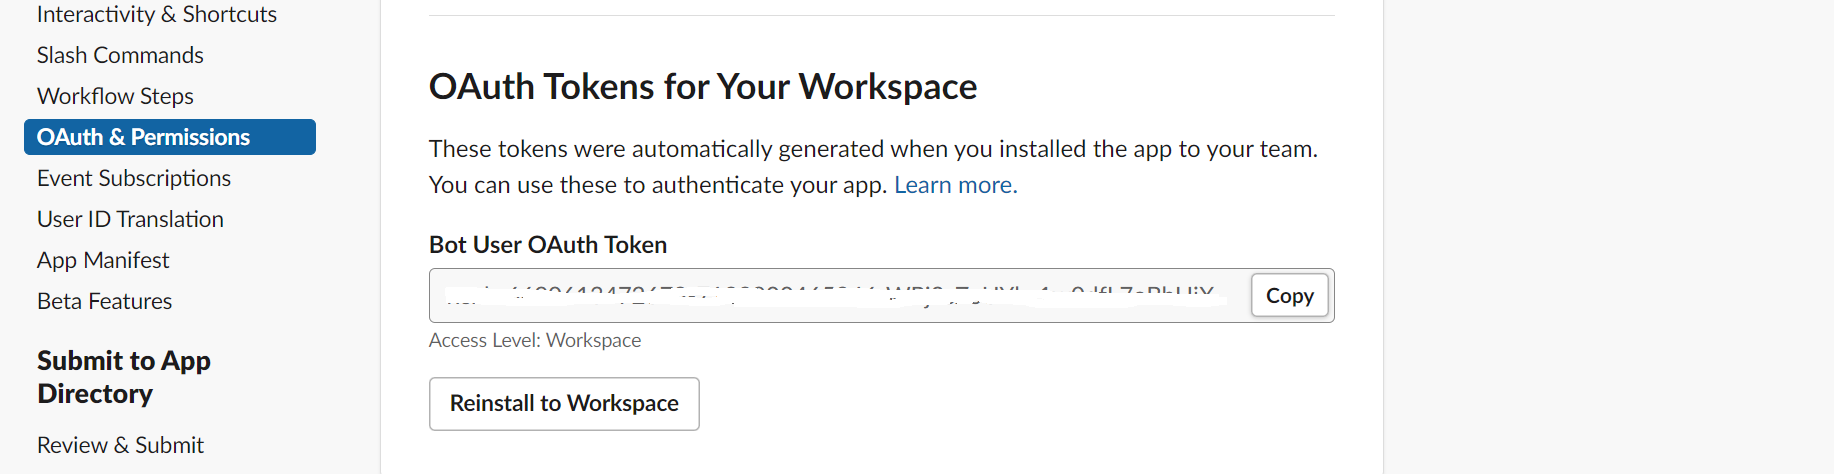 Interactivity & Shortcuts
Slash Commands
Workflow Steps
OAuth & Permissions
Event Subscriptions
User ID Translation
App Manifest
Beta Features
Submit to App
Directory
Review & Submit
OAuth Tokens for Your Workspace
These tokens were automatically generated when you installed the app to your team.
You can use these to authenticate your app. Learn more.
Bot User OAuth Token
Copy
Access Level: Workspace
Reinstall to Workspace